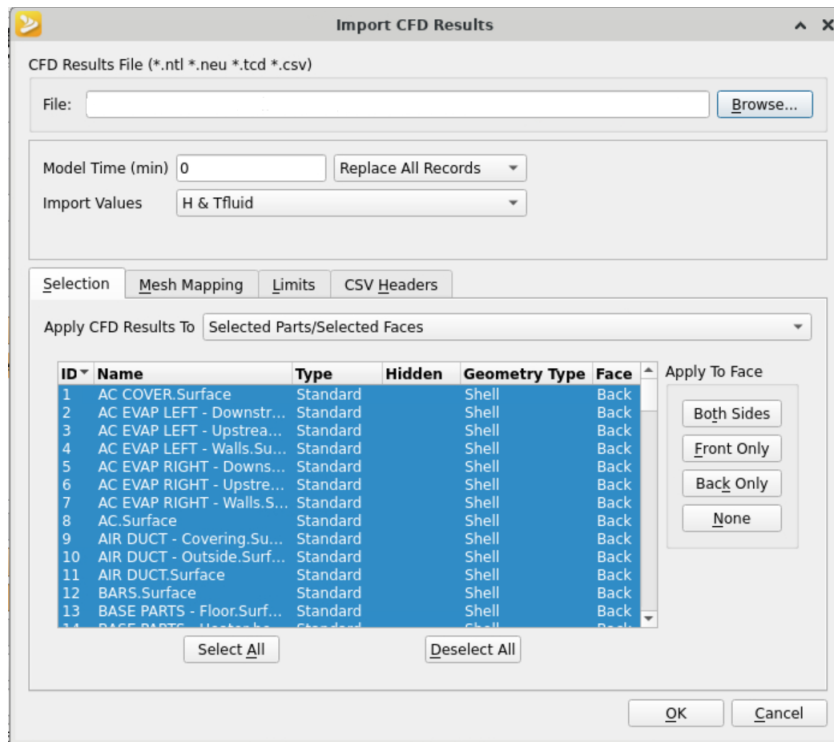 Import CFD Results
CFD Results File (*.ntl *.neu *.tcd *.csv)
File: Browse...
Model Time (min) 0 Replace All Records
Import Values H & Tfluid
Selection Mesh Mapping Limits CSV Headers
Apply CFD Results To Selected Parts/Selected Faces
ID Name Type Hidden Geometry Type Face Apply To Face
1 AC COVER.Surface Standard Shell Back
2 AC EVAP LEFT - Downstr... Standard Shell Back Both Sides
3 AC EVAP LEFT - Upstrea... Standard Shell Back
4 AC EVAP LEFT - Walls.Su... Standard Shell Back Front Only
5 AC EVAP RIGHT - Downs... Standard Shell Back
6 AC EVAP RIGHT - Upstre... Standard Shell Back Back Only
7 AC EVAP RIGHT - Walls.S... Standard Shell Back
8 AC.Surface Standard Shell Back None
9 AIR DUCT - Covering.Su... Standard Shell Back
10 AIR DUCT - Outside.Surf... Standard Shell Back
11 AIR DUCT.Surface Standard Shell Back
12 BARS.Surface Standard Shell Back
13 BASE PARTS - Floor.Surf... Standard Shell Back
Select All Deselect All
OK Cancel